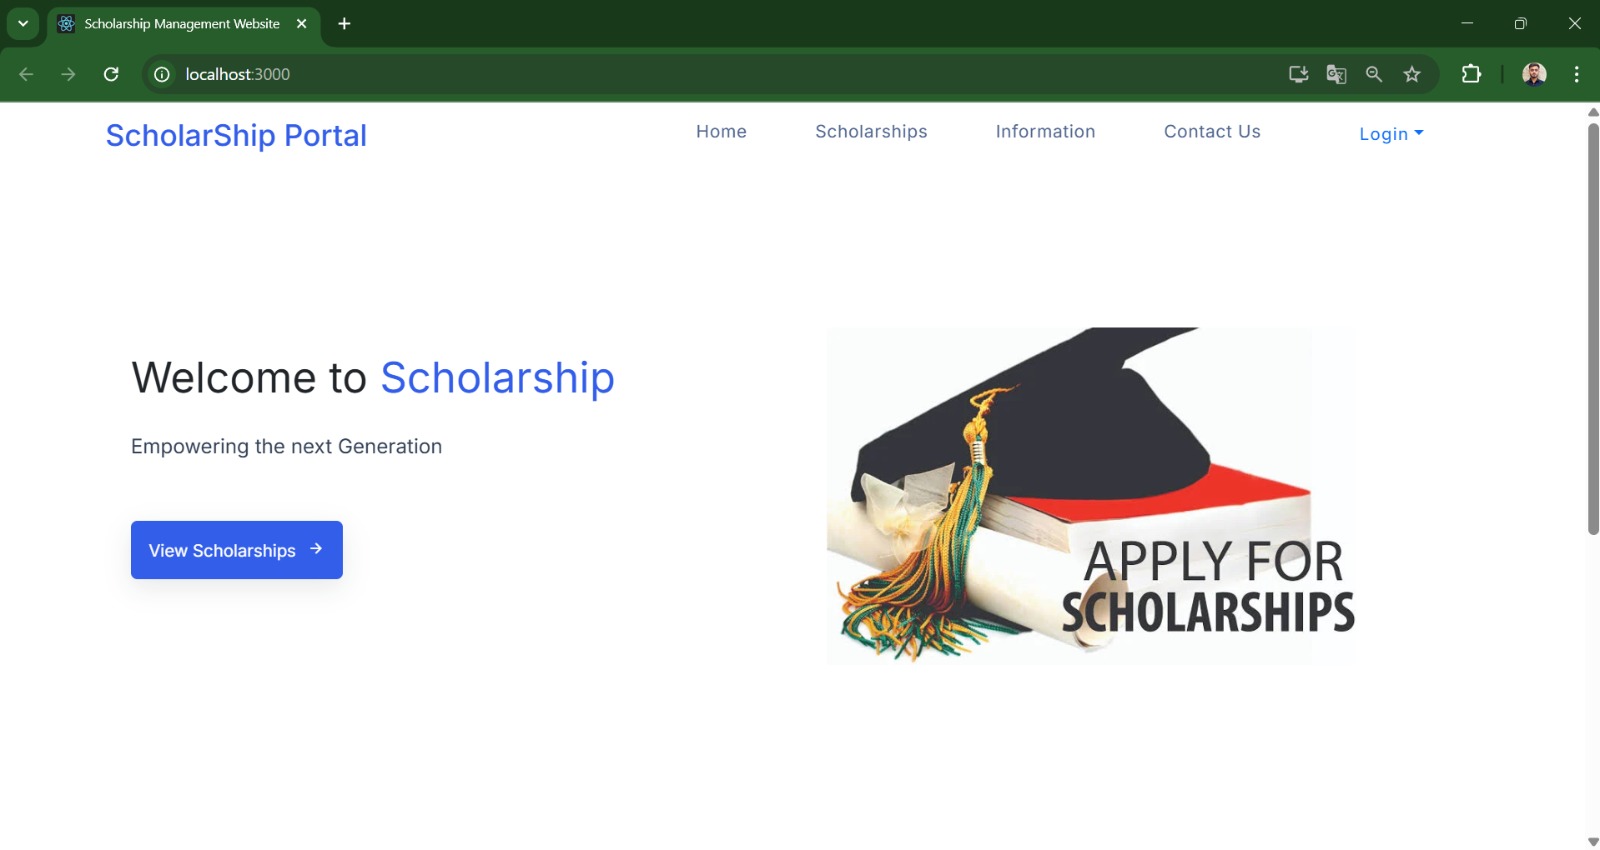 Scholarship Management Website
localhost:3000
ScholarShip Portal
Home
Scholarships
Information
Contact Us
Login
Welcome to Scholarship
Empowering the next Generation
View Scholarships →
APPLY FOR
SCHOLARSHIPS